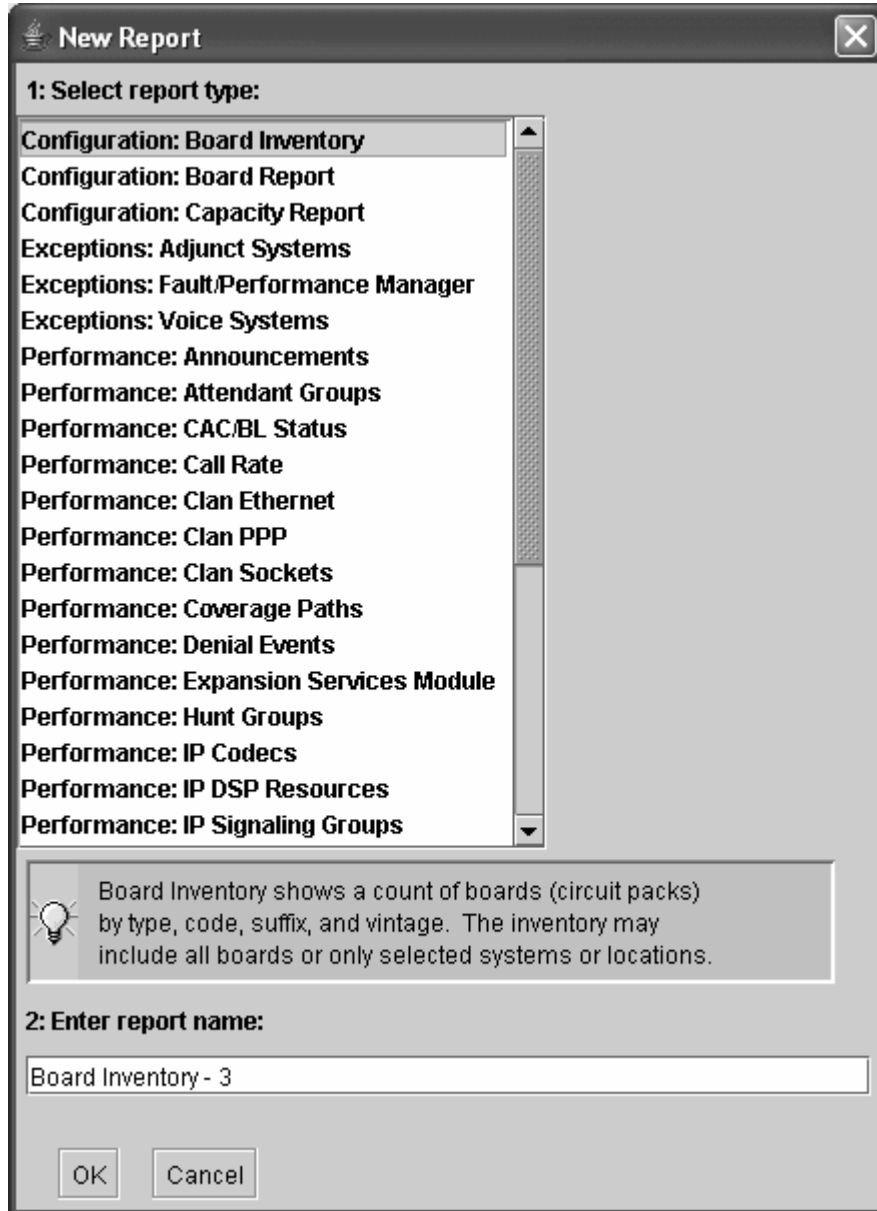 New Report
1: Select report type:
Configuration: Board Inventory
Configuration: Board Report
Configuration: Capacity Report
Exceptions: Adjunct Systems
Exceptions: Fault/Performance Manager
Exceptions: Voice Systems
Performance: Announcements
Performance: Attendant Groups
Performance: CAC/BL Status
Performance: Call Rate
Performance: Clan Ethernet
Performance: Clan PPP
Performance: Clan Sockets
Performance: Coverage Paths
Performance: Denial Events
Performance: Expansion Services Module
Performance: Hunt Groups
Performance: IP Codecs
Performance: IP DSP Resources
Performance: IP Signaling Groups
Board Inventory shows a count of boards (circuit packs)
by type, code, suffix, and vintage. The inventory may
include all boards or only selected systems or locations.
2: Enter report name:
Board Inventory - 3
OK Cancel